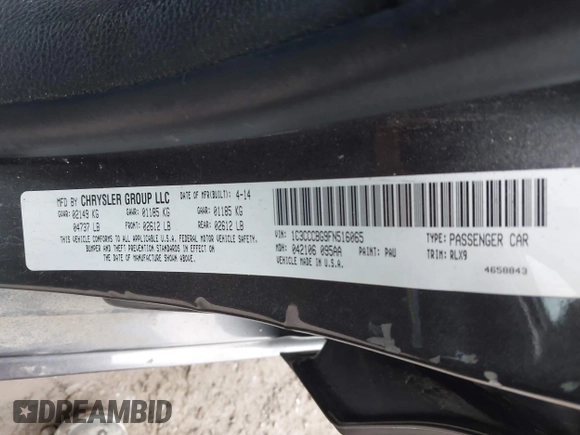 MFD BY CHRYSLER GROUP LLC DATE OF MFR(BUILT): 4-14
GVWR: 02149 KG GAWR: 01185 KG GAWR: 01185 KG
04737 LB FRONT: 02612 LB REAR: 02612 LB
THIS VEHICLE CONFORMS TO ALL APPLICABLE U.S.A. FEDERAL MOTOR VEHICLE SAFETY,
BUMPER AND THEFT PREVENTION STANDARDS IN EFFECT ON
THE DATE OF MANUFACTURE SHOWN ABOVE.
VIN: 1C3CCCBG9FN516065 TYPE: PASSENGER CAR
MDH: 042106 095AA PAINT: PAU TRIM: RLX9
VEHICLE MADE IN U.S.A. 4658843
DREAMBID